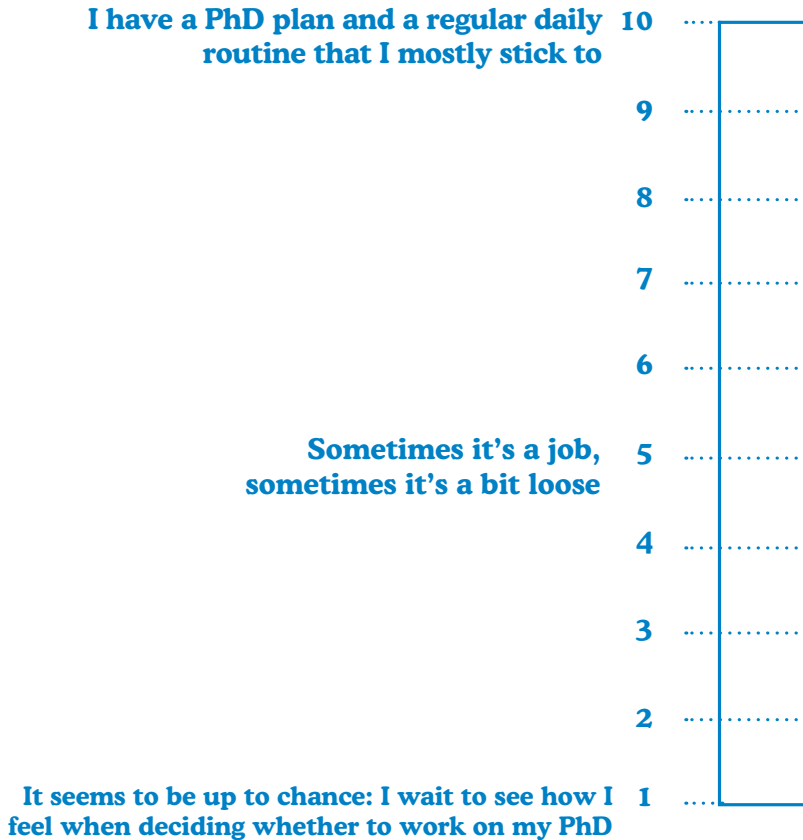 I have a PhD plan and a regular daily 10
routine that I mostly stick to
9
8
7
6
Sometimes it’s a job, 5
sometimes it’s a bit loose
4
3
2
It seems to be up to chance: I wait to see how I 1
feel when deciding whether to work on my PhD